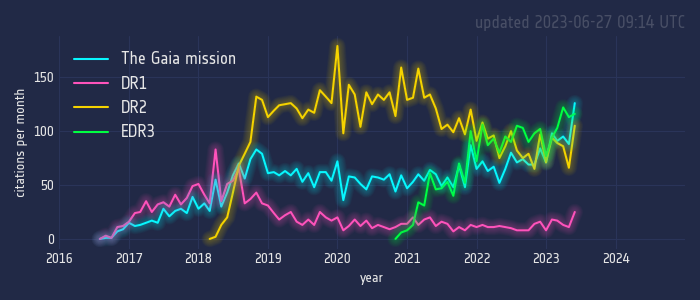 updated 2023-06-27 09:14 UTC
The Gaia mission
DR1
DR2
EDR3
citations per month
150
100
50
0
2016 2017 2018 2019 2020 2021 2022 2023 2024
year